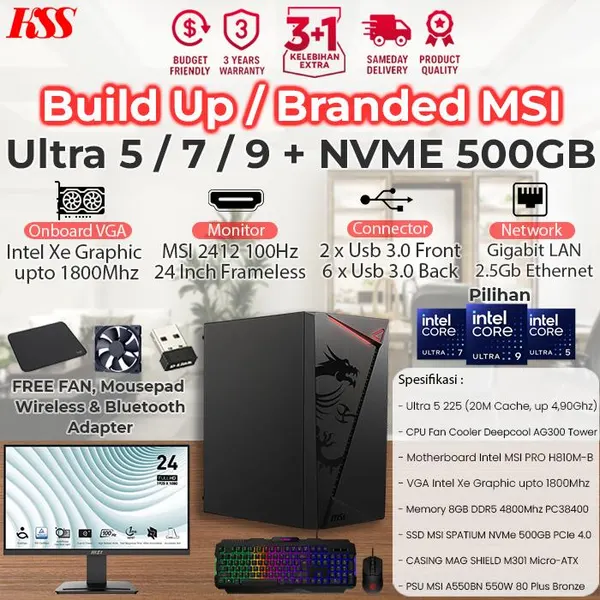 KSS
BUDGET FRIENDLY
3 YEARS WARRANTY
3+1 KELEBIHAN EXTRA
SAMEDAY DELIVERY
PRODUCT QUALITY
Build Up / Branded MSI
Ultra 5 / 7 / 9 + NVME 500GB
Onboard VGA
Intel Xe Graphic
upto 1800Mhz
Monitor
MSI 2412 100Hz
24 Inch Frameless
Connector
2 x Usb 3.0 Front
6 x Usb 3.0 Back
Network
Gigabit LAN
2.5Gb Ethernet
Pilihan
intel CORE ULTRA 7
intel CORE ULTRA 9
intel CORE ULTRA 5
FREE FAN, Mousepad
Wireless & Bluetooth
Adapter
Spesifikasi :
- Ultra 5 225 (20M Cache, up 4,90Ghz)
- CPU Fan Cooler Deepcool AG300 Tower
- Motherboard Intel MSI PRO H810M-B
- VGA Intel Xe Graphic upto 1800Mhz
- Memory 8GB DDR5 4800Mhz PC38400
- SSD MSI SPATIUM NVMe 500GB PCIe 4.0
- CASING MAG SHIELD M301 Micro-ATX
- PSU MSI A550BN 550W 80 Plus Bronze
24
FULL HD
msi
KSS